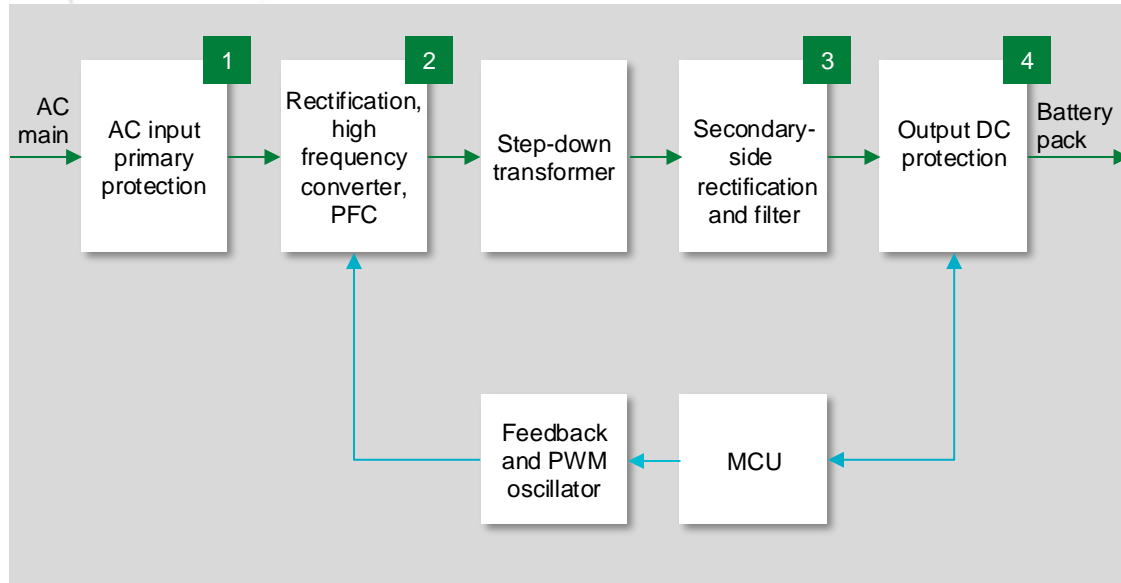 1
2
3
4
AC
main
AC input
primary
protection
Rectification,
high
frequency
converter,
PFC
Step-down
transformer
Secondary-
side
rectification
and filter
Output DC
protection
Battery
pack
Feedback
and PWM
oscillator
MCU